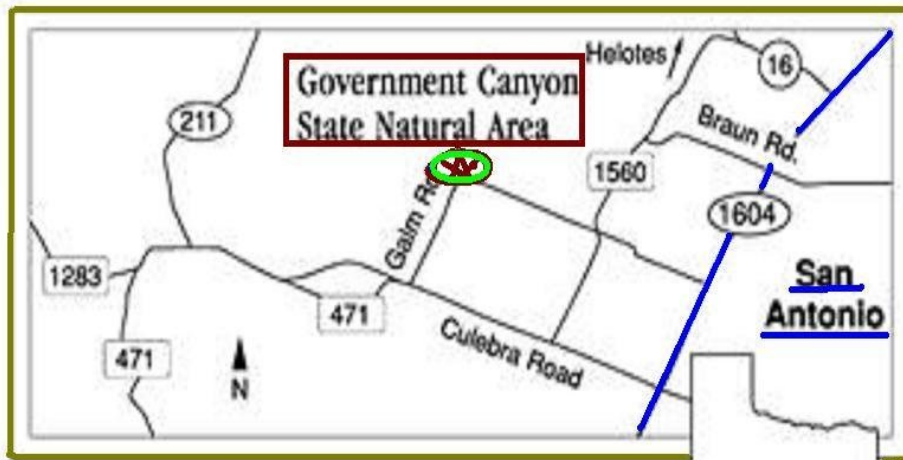 Helotes
16
Government Canyon
State Natural Area
211
Braun Rd.
1560
1604
Galm Rd.
1283
San
Antonio
471
471
Culebra Road
N